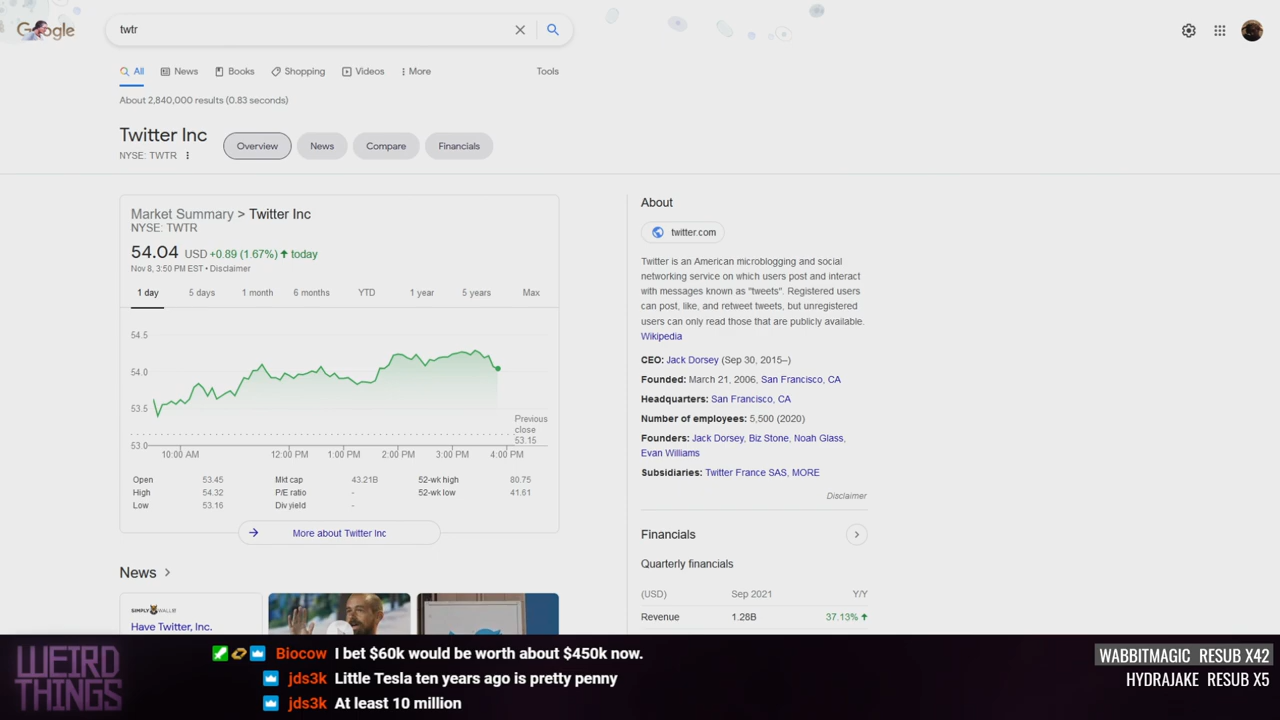 Google
twtr
All
News
Books
Shopping
Videos
More
Tools
About 2,840,000 results (0.83 seconds)
Twitter Inc
NYSE: TWTR
Overview
News
Compare
Financials
Market Summary > Twitter Inc
NYSE: TWTR
54.04 USD +0.89 (1.67%) today
Nov 8, 3:50 PM EST • Disclaimer
1 day 5 days 1 month 6 months YTD 1 year 5 years Max
54.5
54.0
53.5
53.0
Previous
close
53.15
10:00 AM 12:00 PM 1:00 PM 2:00 PM 3:00 PM 4:00 PM
Open 53.45 Mkt cap 43.21B 52-wk high 80.75
High 54.32 P/E ratio - 52-wk low 41.61
Low 53.16 Div yield -
More about Twitter Inc
News
SIMPLY WALL ST
Have Twitter, Inc.
About
twitter.com
Twitter is an American microblogging and social
networking service on which users post and interact
with messages known as "tweets". Registered users
can post, like, and retweet tweets, but unregistered
users can only read those that are publicly available.
Wikipedia
CEO: Jack Dorsey (Sep 30, 2015–)
Founded: March 21, 2006, San Francisco, CA
Headquarters: San Francisco, CA
Number of employees: 5,500 (2020)
Founders: Jack Dorsey, Biz Stone, Noah Glass,
Evan Williams
Subsidiaries: Twitter France SAS, MORE
Disclaimer
Financials
Quarterly financials
(USD) Sep 2021 Y/Y
Revenue 1.28B 37.13%
WEIRD
THINGS
Biocow I bet $60k would be worth about $450k now.
jds3k Little Tesla ten years ago is pretty penny
jds3k At least 10 million
WABBITMAGIC RESUB X42
HYDRAJAKE RESUB X5